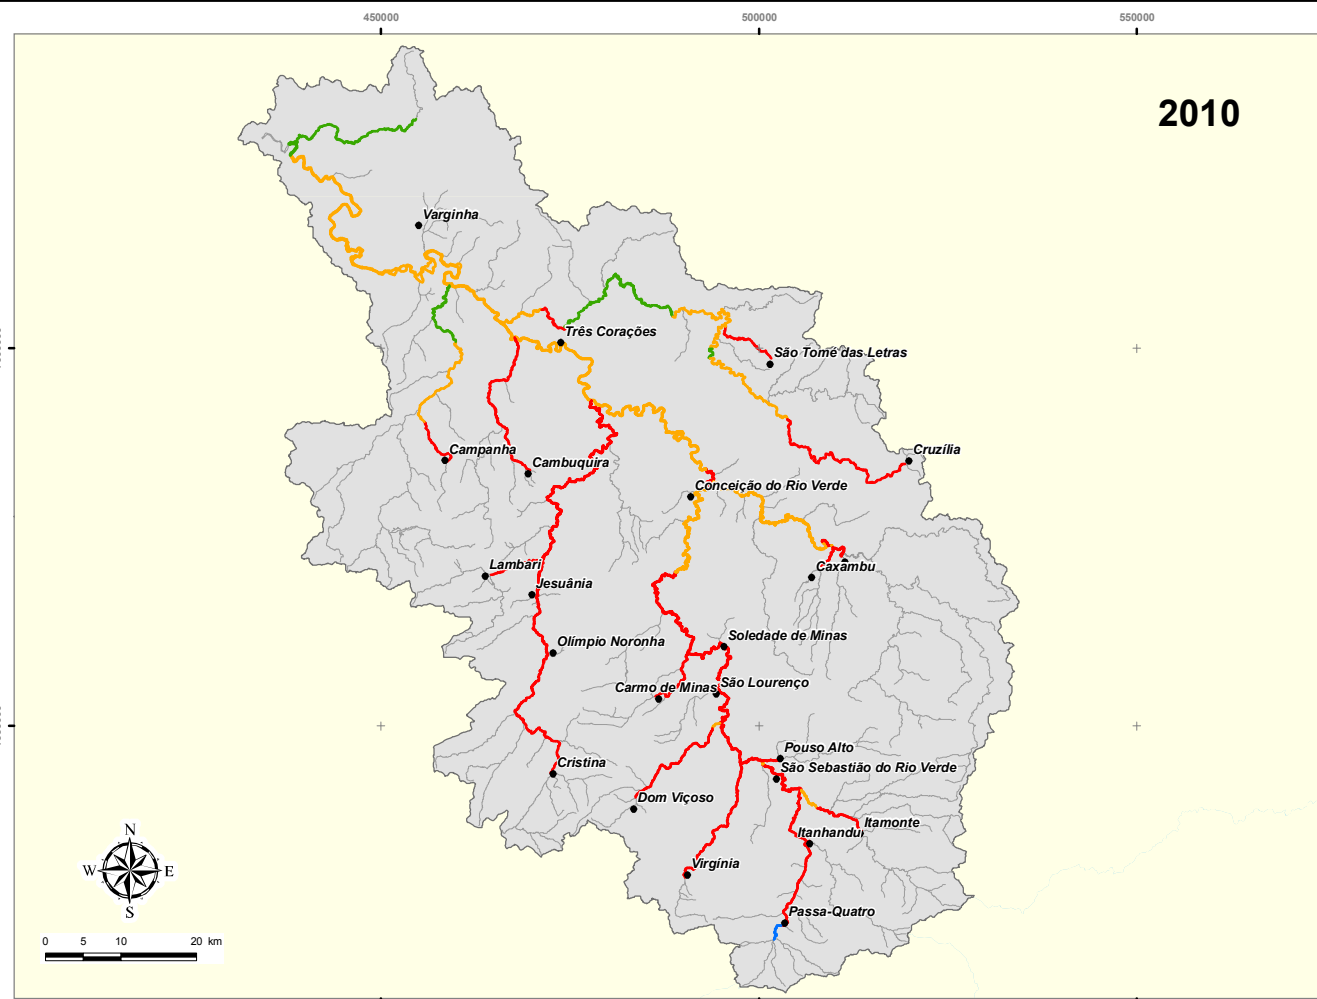 450000
500000
550000
2010
Varginha
Três Corações
São Tomé das Letras
Campanha
Cambuquira
Cruzília
Conceição do Rio Verde
Lambari
Caxambu
Jesuânia
Olímpio Noronha
Soledade de Minas
Carmo de Minas
São Lourenço
Pouso Alto
Cristina
São Sebastião do Rio Verde
Dom Viçoso
Itamonte
Itanhandu
Virgínia
Passa-Quatro
N
W
E
S
0 5 10 20 km